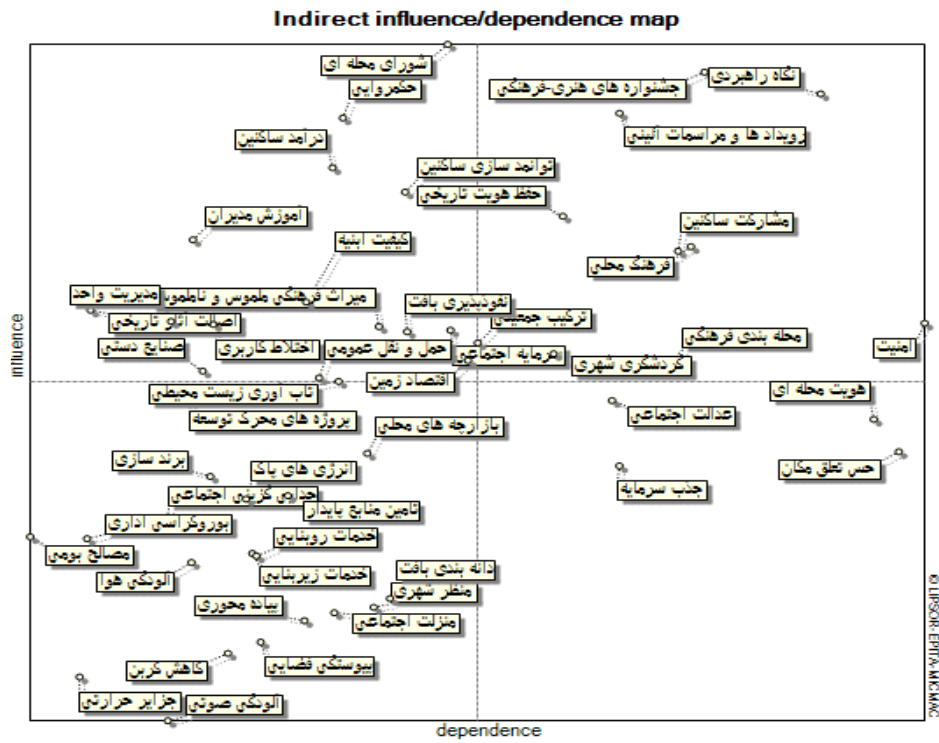 Indirect influence/dependence map
شورای محله ای
حکمروایی
نگاه راهبردی
جشنواره های هنری-فرهنگی
رویداد ها و مراسمات آئینی
درآمد ساکنین
توانمد سازی ساکنین
حفظ هویت تاریخی
آموزش مدیران
مشارکت ساکنین
کیفیت ابنیه
فرهنگ محلی
مدیریت واحد
میراث فرهنگی ملموس و ناملموس
نفوذپذیری بافت
ترکیب جمعیتی
اصالت آثار تاریخی
محله بندی فرهنگی
امنیت
صنایع دستی
اختلاط کاربری
حمل و نقل عمومی
سرمایه اجتماعی
گردشگری شهری
تاب آوری زیست محیطی
اقتصاد زمین
هویت محله ای
پروژه های محرک توسعه
بازارچه های محلی
عدالت اجتماعی
برند سازی
انرژی های پاک
حس تعلق مکان
جدایی گزینی اجتماعی
تامین منابع پایدار
جذب سرمایه
بوروکراسی اداری
خدمات روبنایی
مصالح بومی
آلودگی هوا
خدمات زیربنایی
دانه بندی بافت
منظر شهری
پیاده محوری
منزلت اجتماعی
کاهش کربن
پیوستگی فضایی
جزایر حرارتی
آلودگی صوتی
influence
dependence
© LIPSOR-EPITA-MICMAC